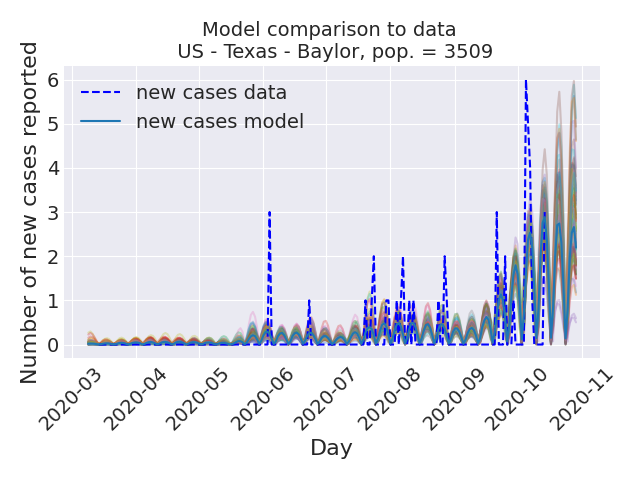 Model comparison to data
US - Texas - Baylor, pop. = 3509
Number of new cases reported
6
5
4
3
2
1
0
new cases data
new cases model
2020-03
2020-04
2020-05
2020-06
2020-07
2020-08
2020-09
2020-10
2020-11
Day